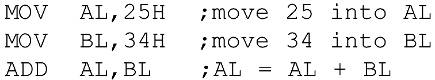 MOV AL,25H ;move 25 into AL
MOV BL,34H ;move 34 into BL
ADD AL,BL ;AL = AL + BL